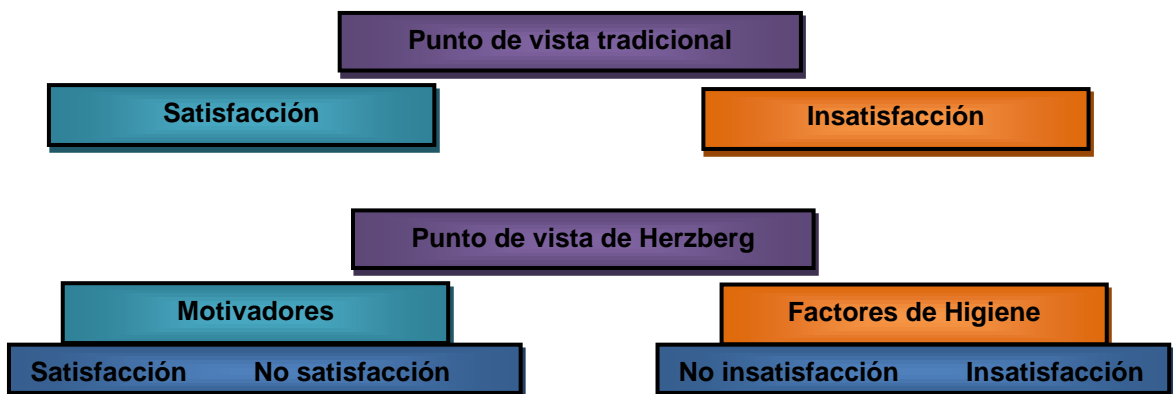 Punto de vista tradicional
Satisfacción
Insatisfacción
Punto de vista de Herzberg
Motivadores
Factores de Higiene
Satisfacción No satisfacción
No insatisfacción Insatisfacción